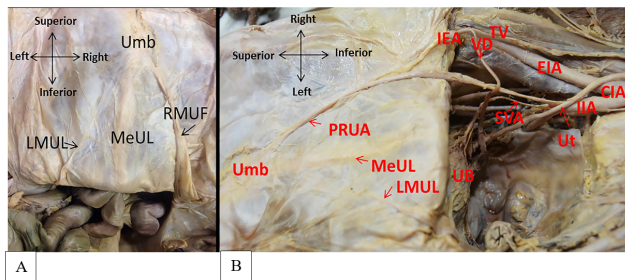 Superior
Left
Right
Inferior
Umb
RMUF
LMUL
MeUL
A
Right
Superior
Inferior
Left
IEA
VD
TV
EIA
CIA
IIA
SVA
Ut
PRUA
MeUL
LMUL
Umb
UB
B